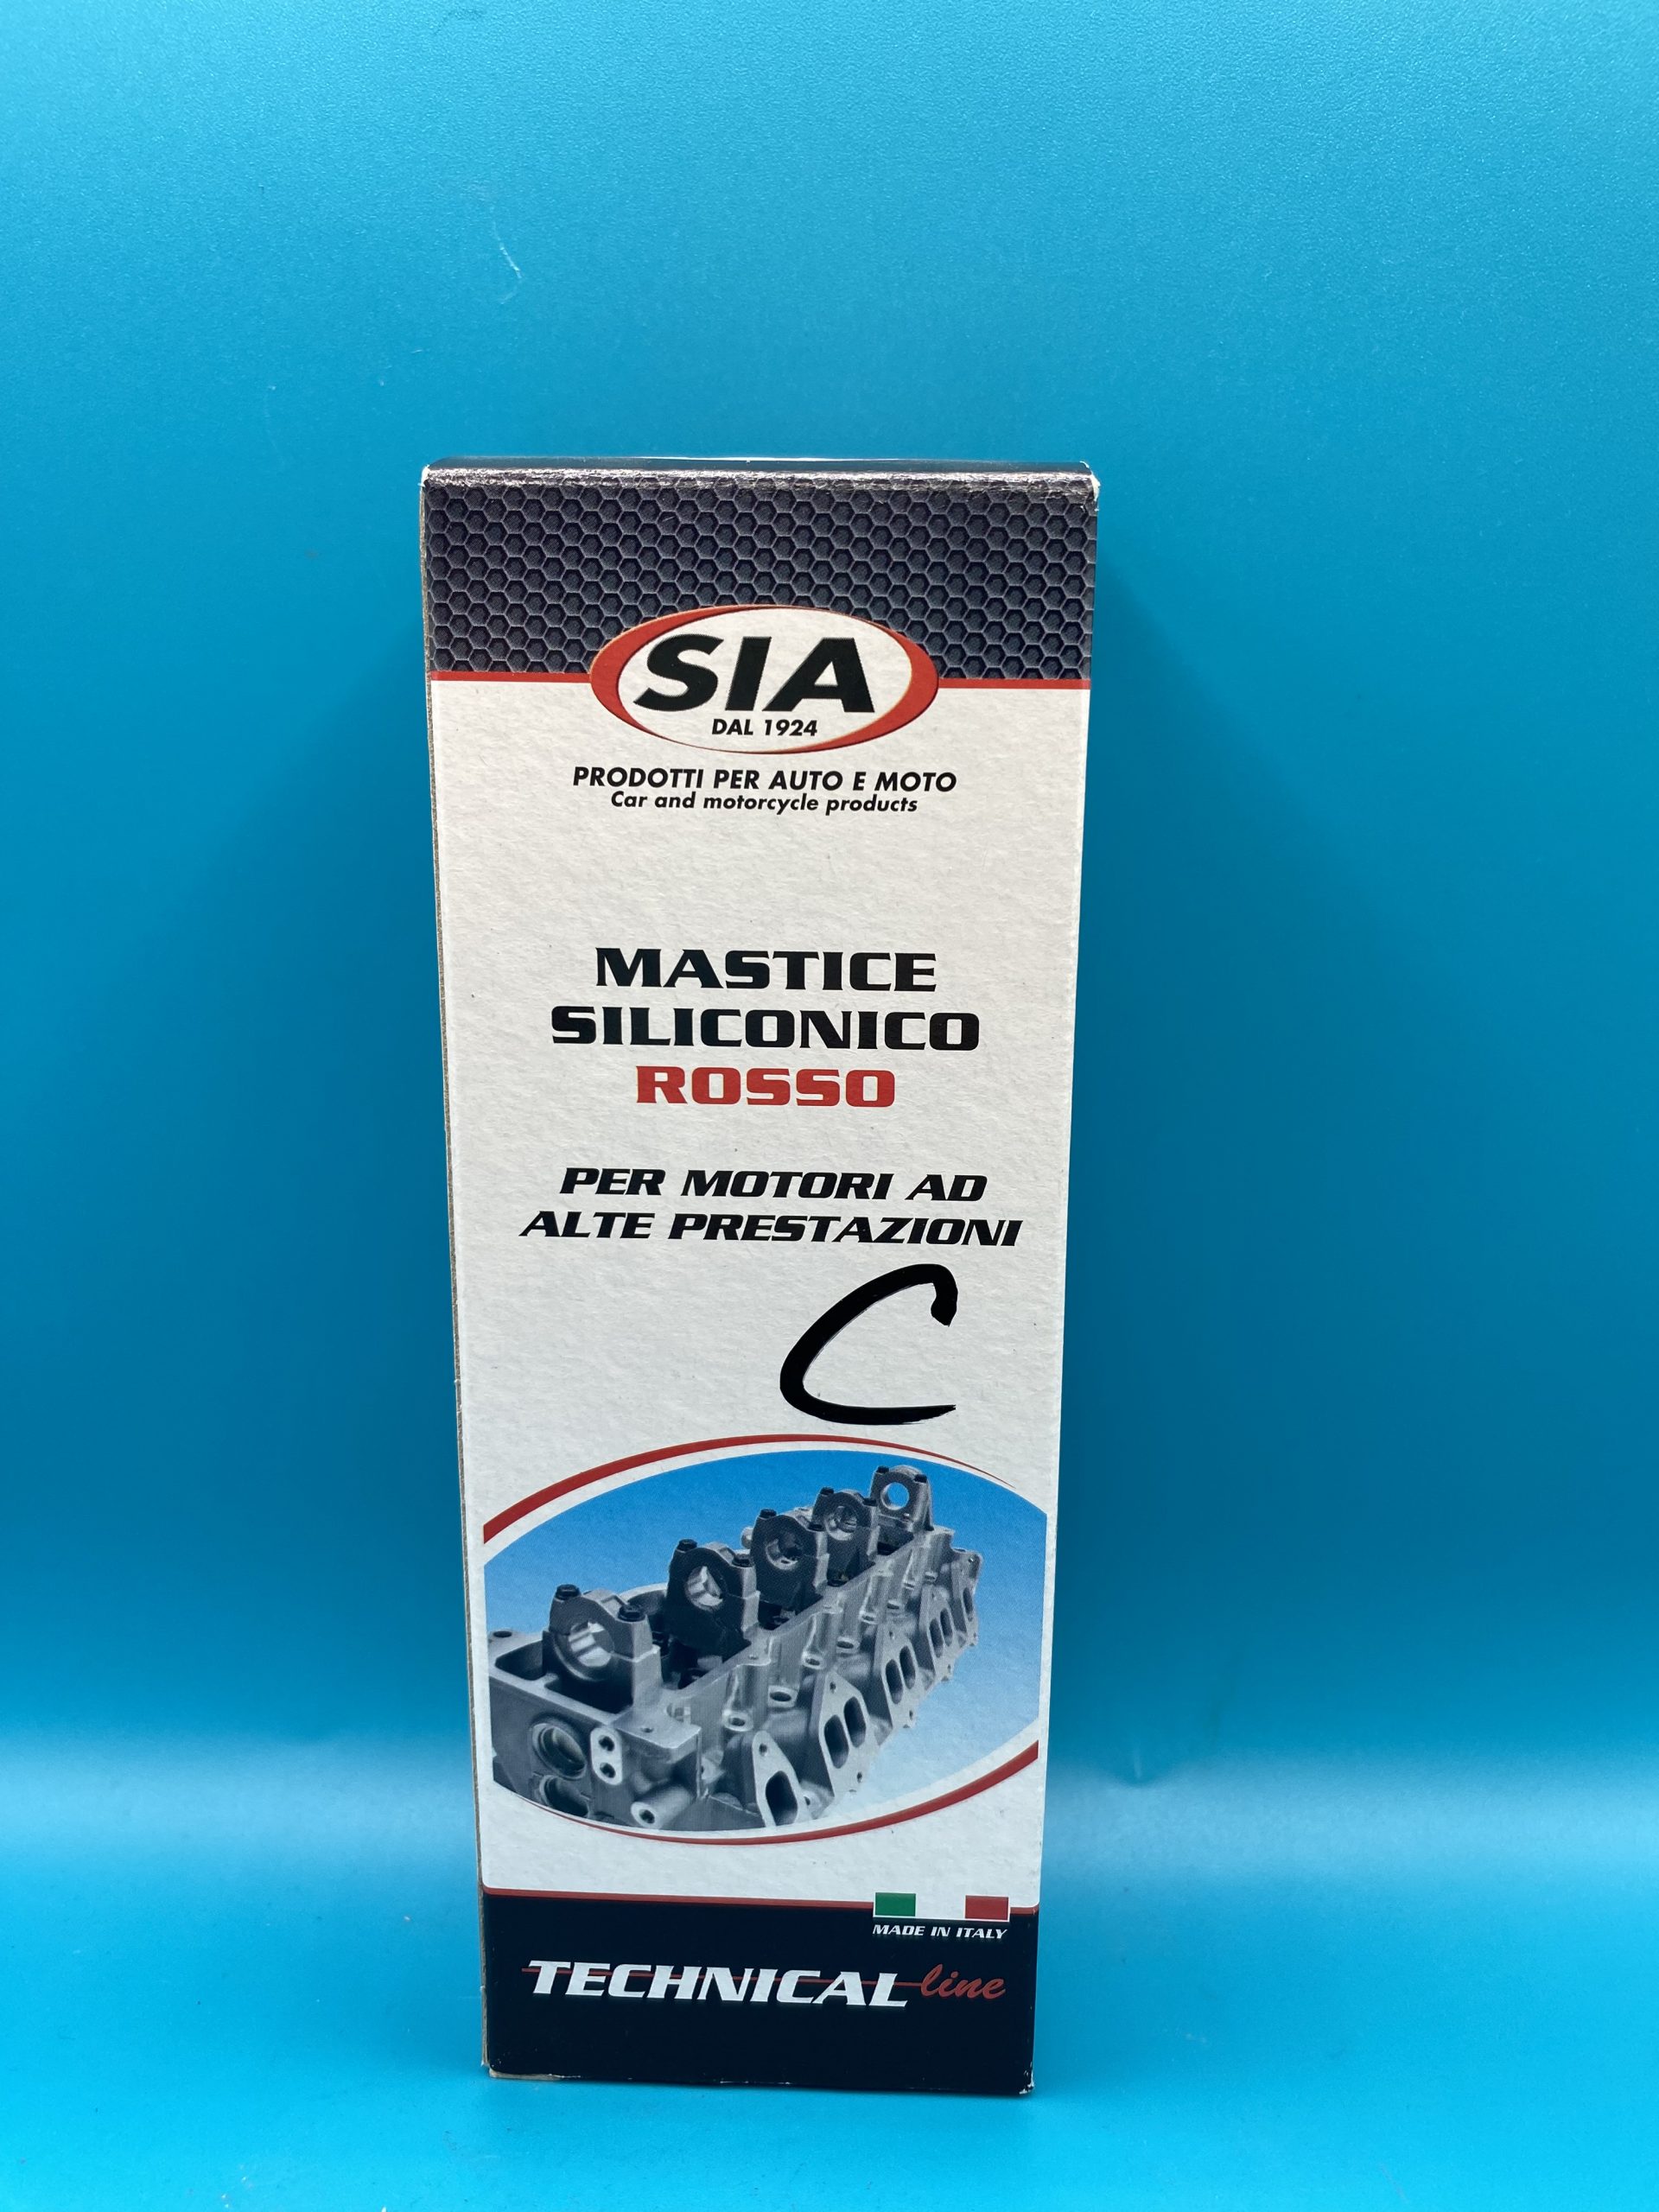 SIA
DAL 1924
PRODOTTI PER AUTO E MOTO
Car and motorcycle products
MASTICE
SILICONICO
ROSSO
PER MOTORI AD
ALTE PRESTAZIONI
C
MADE IN ITALY
TECHNICAL line